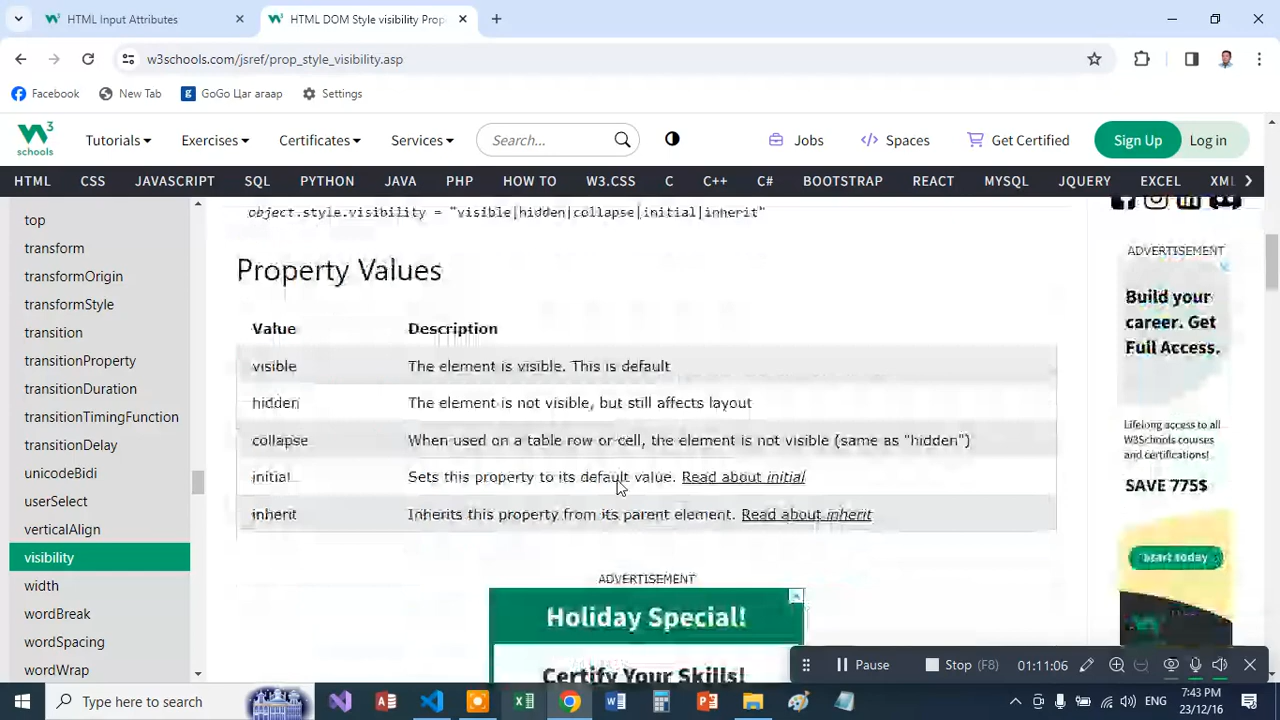 HTML Input Attributes
HTML DOM Style visibility Prop
w3schools.com/jsref/prop_style_visibility.asp
Facebook
New Tab
GoGo Цаг агаар
Settings
W3 schools
Tutorials
Exercises
Certificates
Services
Search...
Jobs
Spaces
Get Certified
Sign Up
Log in
HTML
CSS
JAVASCRIPT
SQL
PYTHON
JAVA
PHP
HOW TO
W3.CSS
C
C++
C#
BOOTSTRAP
REACT
MYSQL
JQUERY
EXCEL
XML
top
transform
transformOrigin
transformStyle
transition
transitionProperty
transitionDuration
transitionTimingFunction
transitionDelay
unicodeBidi
userSelect
verticalAlign
visibility
width
wordBreak
wordSpacing
wordWrap
object.style.visibility = "visible|hidden|collapse|initial|inherit"
Property Values
Value Description
visible The element is visible. This is default
hidden The element is not visible, but still affects layout
collapse When used on a table row or cell, the element is not visible (same as "hidden")
initial Sets this property to its default value. Read about initial
inherit Inherits this property from its parent element. Read about inherit
ADVERTISEMENT
Holiday Special!
Certify Your Skills!
ADVERTISEMENT
Build your
career. Get
Full Access.
Lifelong access to all
W3Schools courses
and certifications!
SAVE 775$
Start today
Pause
Stop (F8)
01:11:06
Type here to search
ENG
7:43 PM
23/12/16